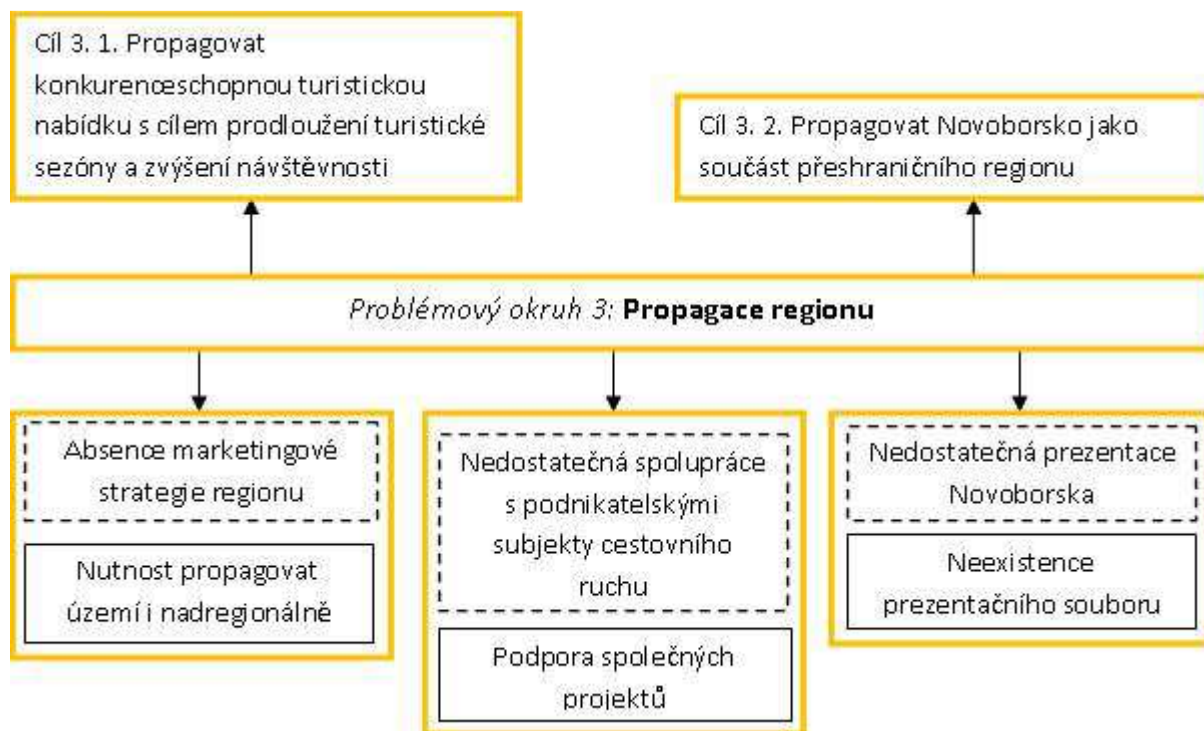 Cíl 3. 1. Propagovat
konkurenceschopnou turistickou
nabídku s cílem prodloužení turistické
sezóny a zvýšení návštěvnosti
Cíl 3. 2. Propagovat Novoborsko jako
součást přeshraničního regionu
Problémový okruh 3: Propagace regionu
Absence marketingové
strategie regionu
Nutnost propagovat
území i nadregionálně
Nedostatečná spolupráce
s podnikatelskými
subjekty cestovního
ruchu
Podpora společných
projektů
Nedostatečná prezentace
Novoborska
Neexistence
prezentačního souboru